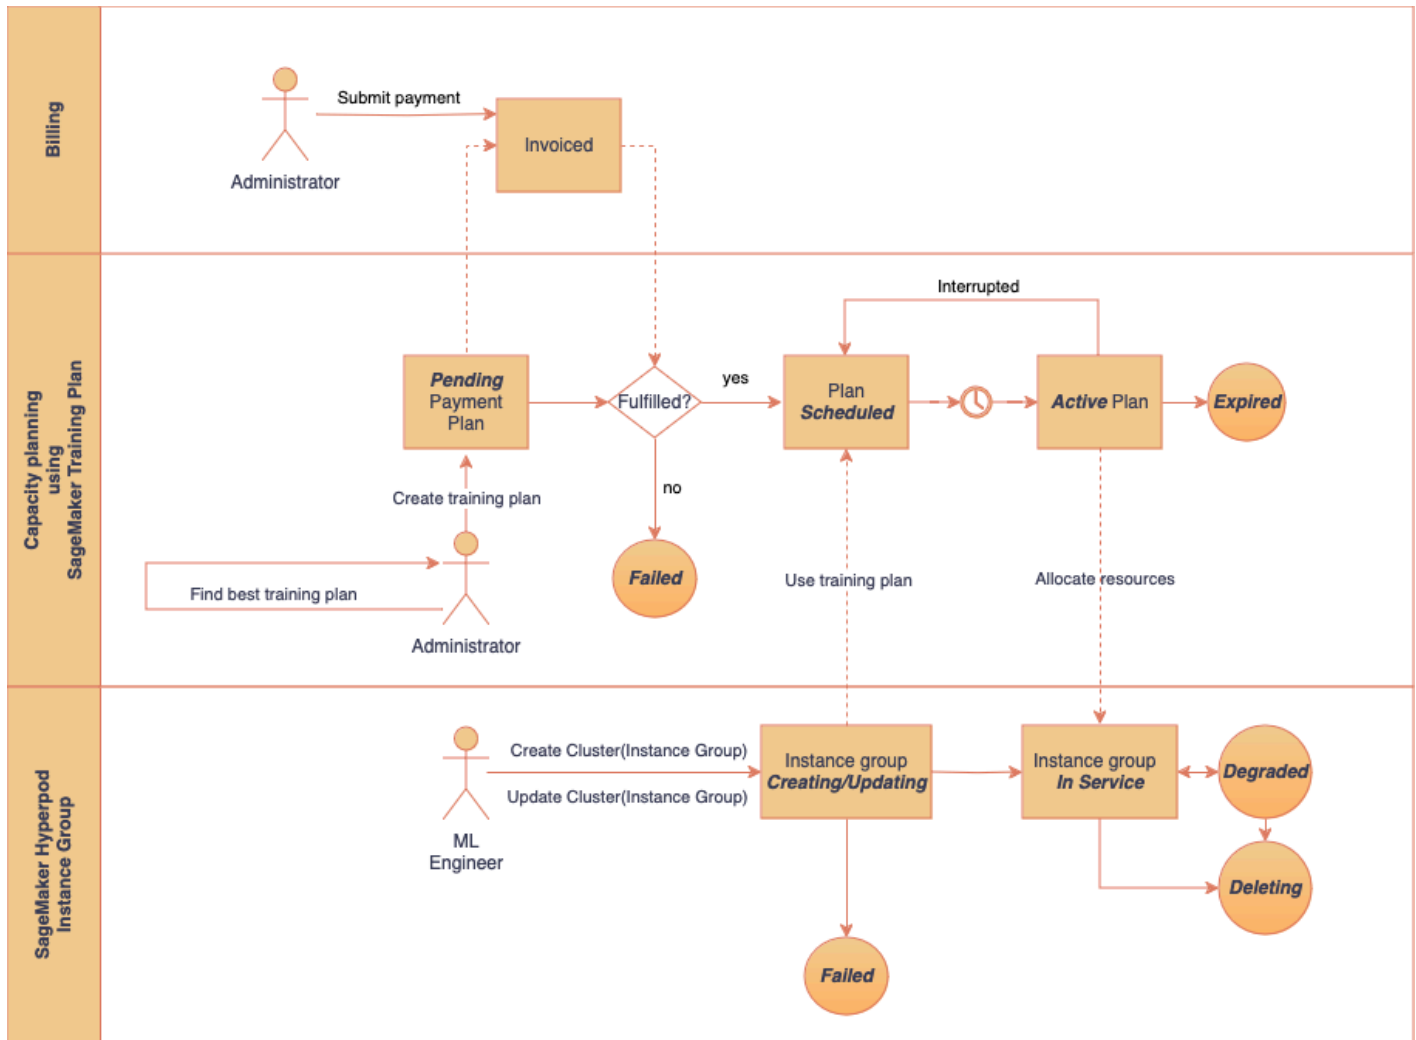 Billing
Submit payment
Administrator
Invoiced
Capacity planning
using
SageMaker Training Plan
Interrupted
Pending
Payment
Plan
Fulfilled?
yes
no
Plan
Scheduled
Active Plan
Expired
Create training plan
Find best training plan
Administrator
Failed
Use training plan
Allocate resources
SageMaker Hyperpod
Instance Group
ML
Engineer
Create Cluster(Instance Group)
Update Cluster(Instance Group)
Instance group
Creating/Updating
Instance group
In Service
Degraded
Deleting
Failed